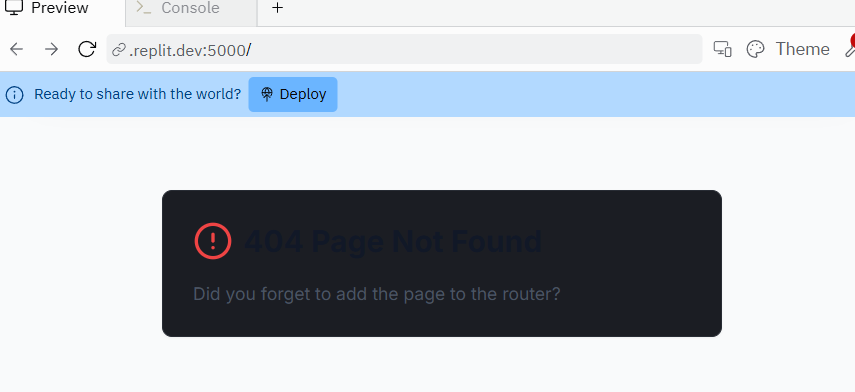 Preview
Console
.replit.dev:5000/
Theme
Ready to share with the world?
Deploy
404 Page Not Found
Did you forget to add the page to the router?